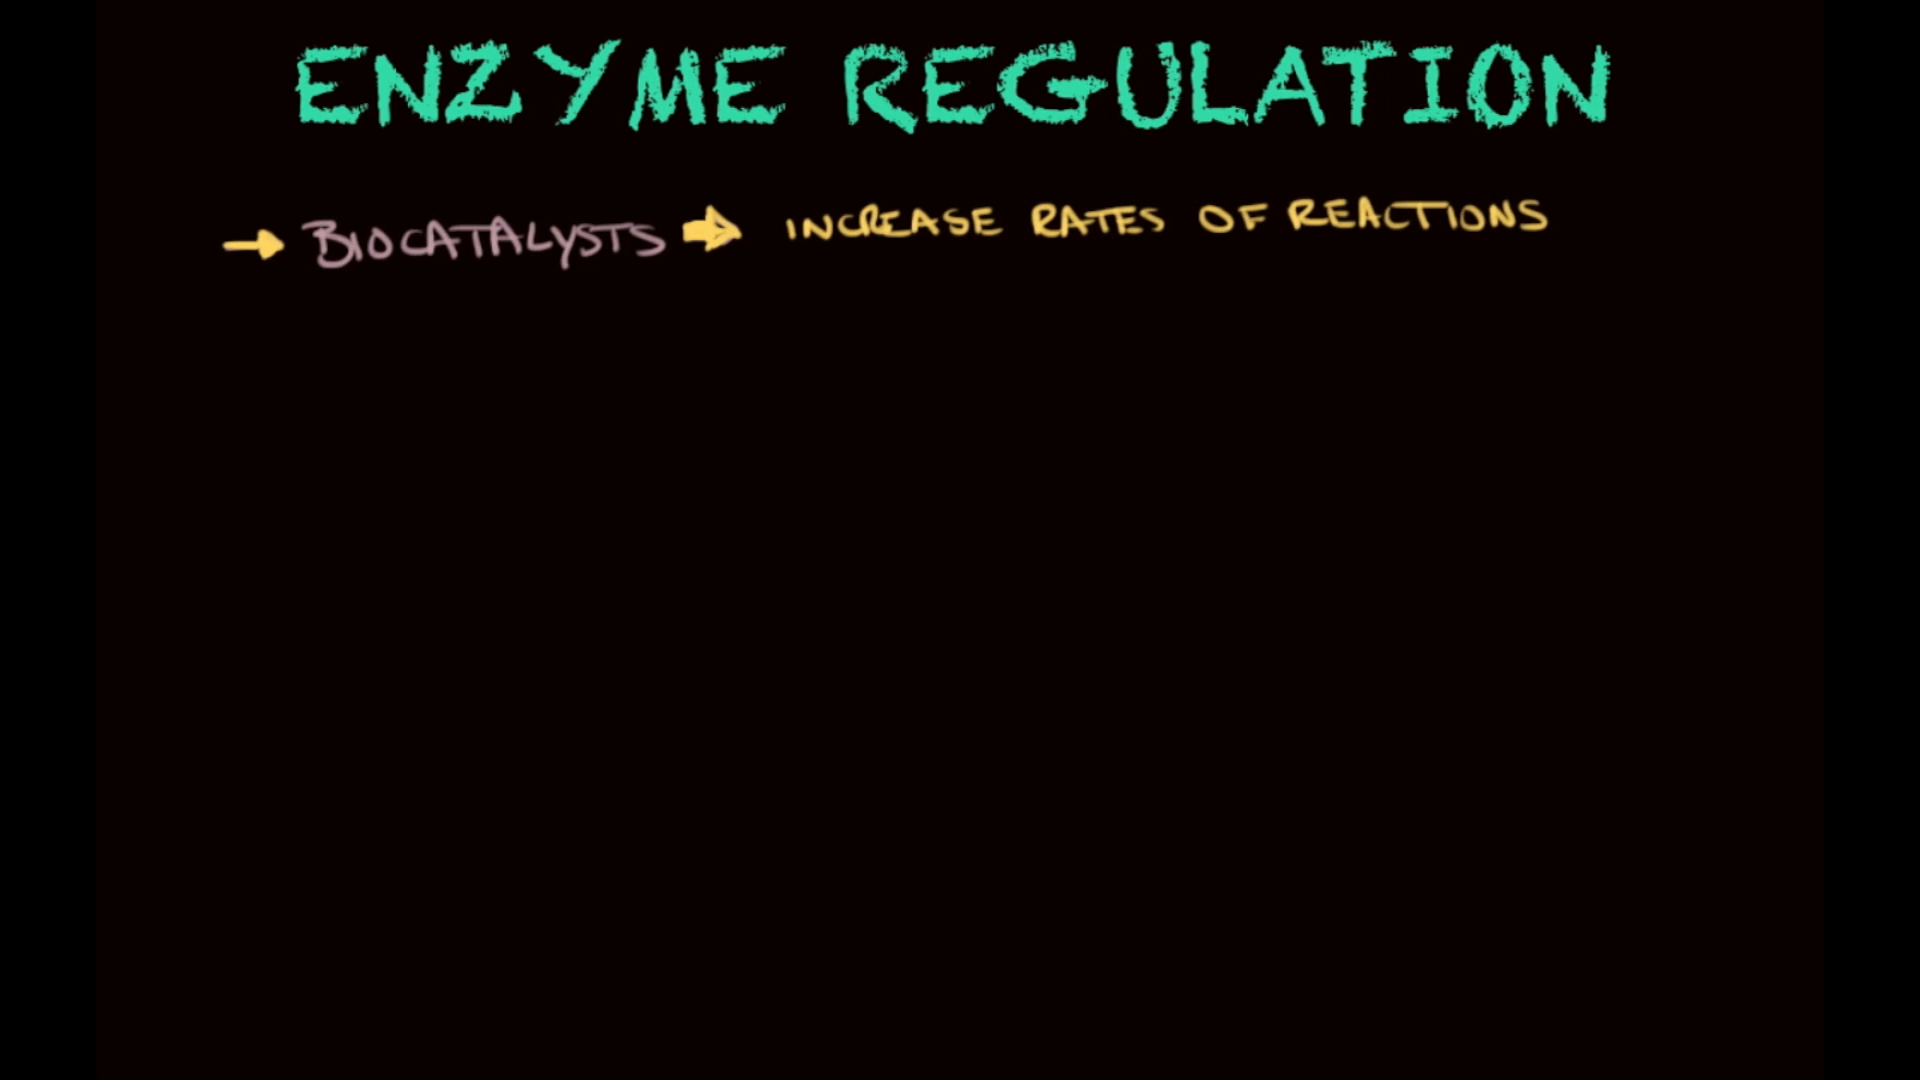 ENZYME REGULATION
→ BIOCATALYSTS → INCREASE RATES OF REACTIONS